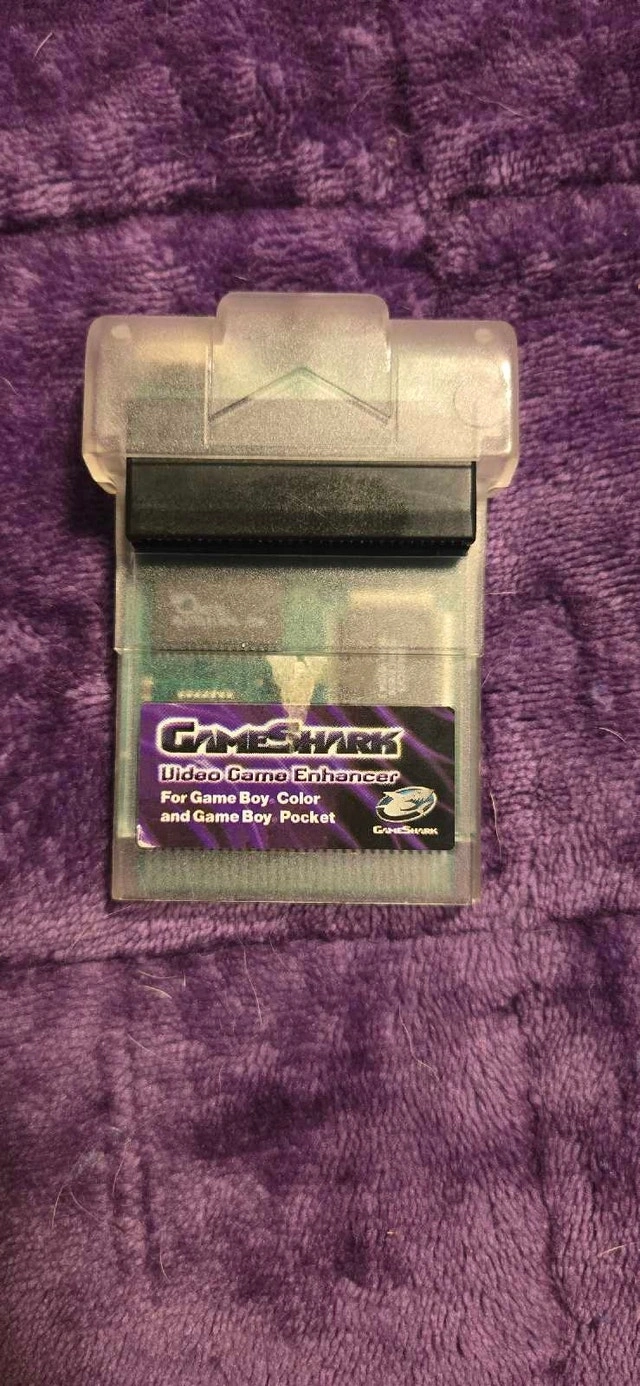 GAMESHARK
Video Game Enhancer
For Game Boy Color
and Game Boy Pocket
GAMESHARK